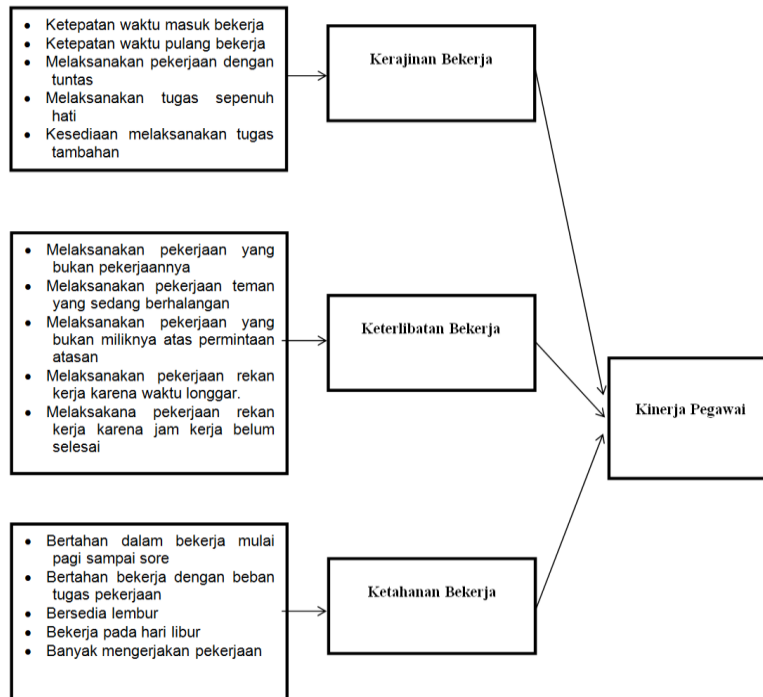 • Ketepatan waktu masuk bekerja
• Ketepatan waktu pulang bekerja
• Melaksanakan pekerjaan dengan
tuntas
• Melaksanakan tugas sepenuh
hati
• Kesediaan melaksanakan tugas
tambahan
Kerajinan Bekerja
• Melaksanakan pekerjaan yang
bukan pekerjaannya
• Melaksanakan pekerjaan teman
yang sedang berhalangan
• Melaksanakan pekerjaan yang
bukan miliknya atas permintaan
atasan
• Melaksanakan pekerjaan rekan
kerja karena waktu longgar.
• Melaksakana pekerjaan rekan
kerja karena jam kerja belum
selesai
Keterlibatan Bekerja
Kinerja Pegawai
• Bertahan dalam bekerja mulai
pagi sampai sore
• Bertahan bekerja dengan beban
tugas pekerjaan
• Bersedia lembur
• Bekerja pada hari libur
• Banyak mengerjakan pekerjaan
Ketahanan Bekerja